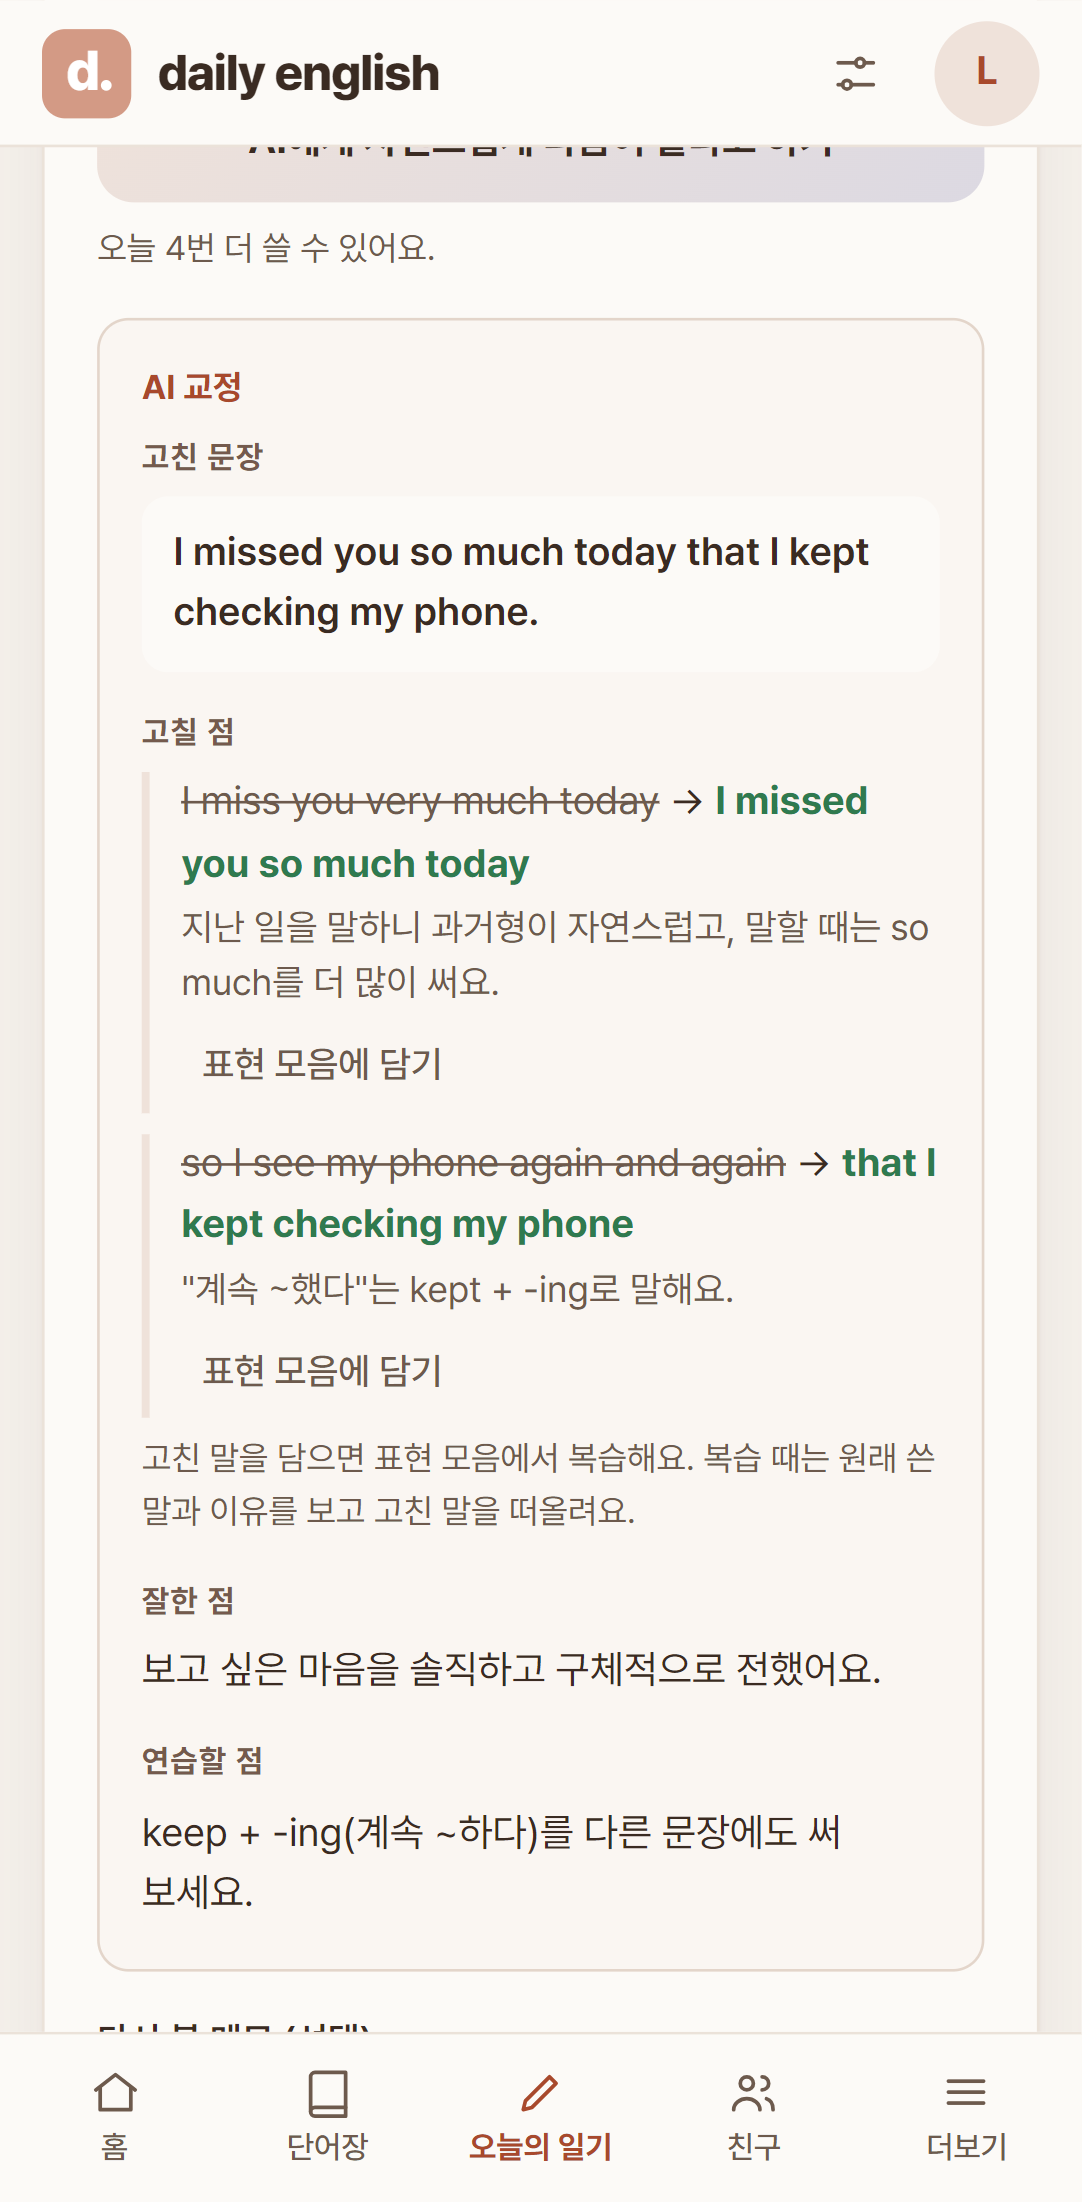 d. daily english
L
오늘 4번 더 쓸 수 있어요.
AI 교정
고친 문장
I missed you so much today that I kept
checking my phone.
고칠 점
I miss you very much today → I missed
you so much today
지난 일을 말하니 과거형이 자연스럽고, 말할 때는 so
much를 더 많이 써요.
표현 모음에 담기
so I see my phone again and again → that I
kept checking my phone
"계속 ~했다"는 kept + -ing로 말해요.
표현 모음에 담기
고친 말을 담으면 표현 모음에서 복습해요. 복습 때는 원래 쓴
말과 이유를 보고 고친 말을 떠올려요.
잘한 점
보고 싶은 마음을 솔직하고 구체적으로 전했어요.
연습할 점
keep + -ing(계속 ~하다)를 다른 문장에도 써
보세요.
홈
단어장
오늘의 일기
친구
더보기